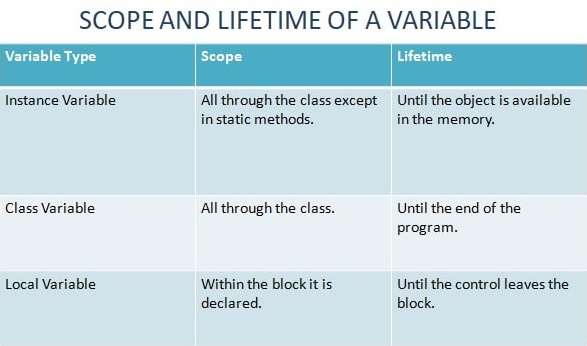 SCOPE AND LIFETIME OF A VARIABLE
Variable Type Scope Lifetime
Instance Variable All through the class except Until the object is available
in static methods. in the memory.
Class Variable All through the class. Until the end of the
program.
Local Variable Within the block it is Until the control leaves the
declared. block.